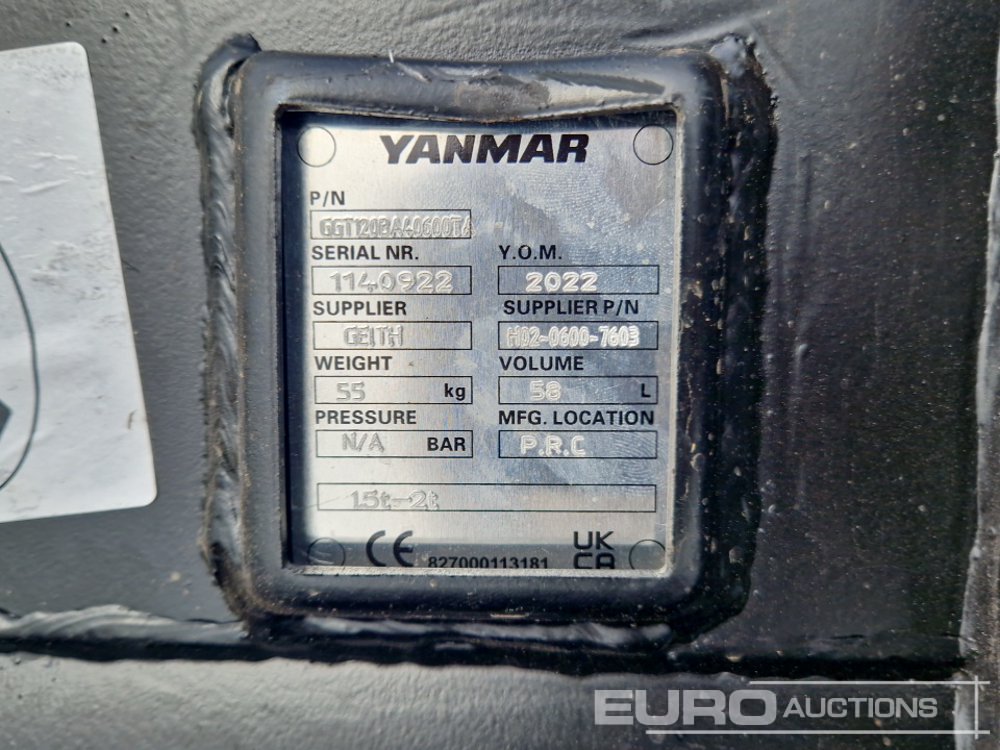 YANMAR
P/N
GGT120BA40600TA
SERIAL NR. Y.O.M.
1140922 2022
SUPPLIER SUPPLIER P/N
GEITH H02-0600-7603
WEIGHT VOLUME
55 kg 58 L
PRESSURE MFG. LOCATION
N/A BAR P.R.C
1.5t-2t
CE 827000113181 UK
CA
EURO AUCTIONS